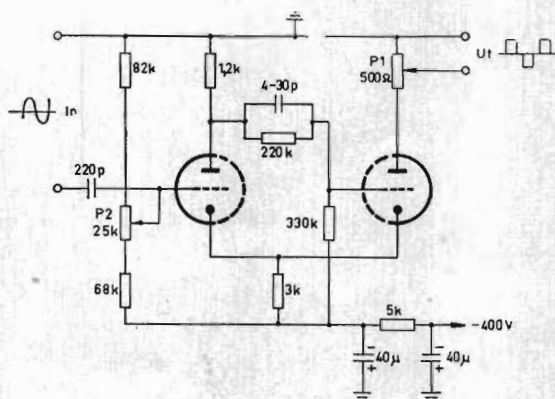 82k
1,2k
4-30p
220k
P1
500Ω
Ut
In
220p
P2
25k
330k
68k
3k
5k
-400V
40μ
40μ